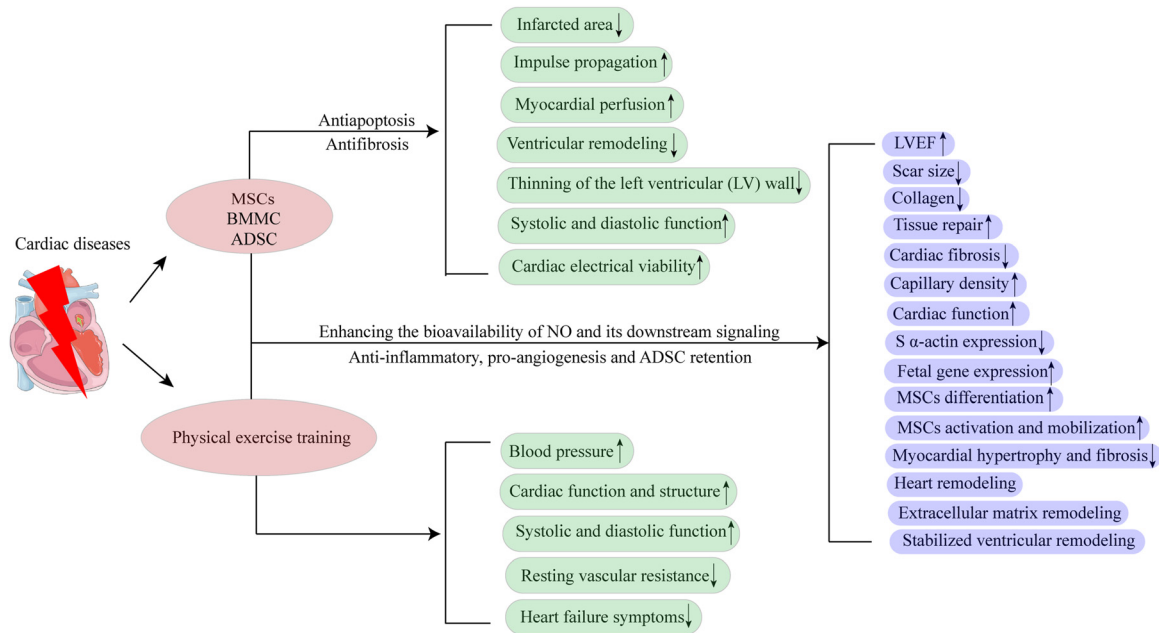 Cardiac diseases
MSCs
BMMC
ADSC
Physical exercise training
Antiapoptosis
Antifibrosis
Infarcted area↓
Impulse propagation↑
Myocardial perfusion↑
Ventricular remodeling↓
Thinning of the left ventricular (LV) wall↓
Systolic and diastolic function↑
Cardiac electrical viability↑
Enhancing the bioavailability of NO and its downstream signaling
Anti-inflammatory, pro-angiogenesis and ADSC retention
Blood pressure↑
Cardiac function and structure↑
Systolic and diastolic function↑
Resting vascular resistance↓
Heart failure symptoms↓
LVEF↑
Scar size↓
Collagen↓
Tissue repair↑
Cardiac fibrosis↓
Capillary density↑
Cardiac function↑
S α-actin expression↓
Fetal gene expression↑
MSCs differentiation↑
MSCs activation and mobilization↑
Myocardial hypertrophy and fibrosis↓
Heart remodeling
Extracellular matrix remodeling
Stabilized ventricular remodeling